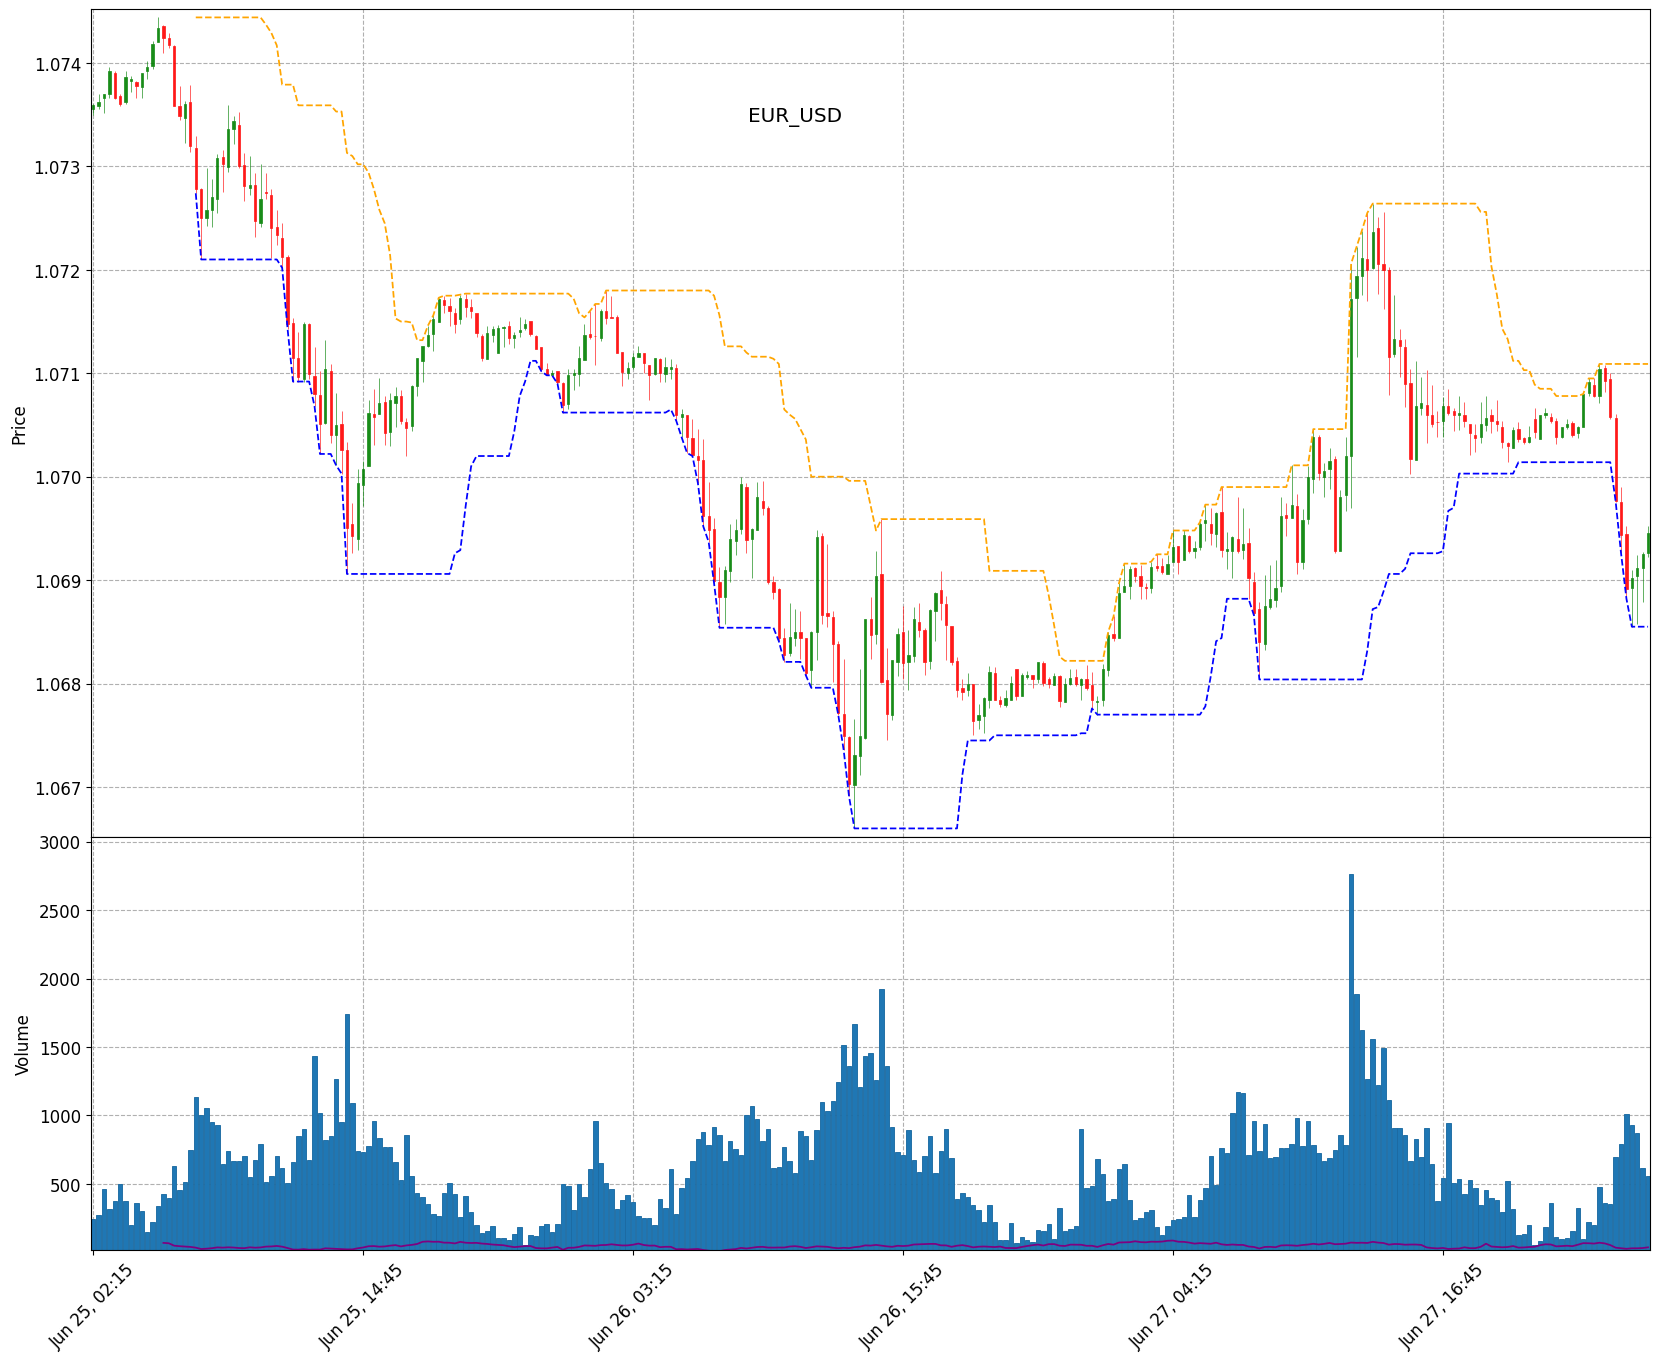 EUR_USD
Price
1.074
1.073
1.072
1.071
1.070
1.069
1.068
1.067
Volume
3000
2500
2000
1500
1000
500
Jun 25, 02:15
Jun 25, 14:45
Jun 26, 03:15
Jun 26, 15:45
Jun 27, 04:15
Jun 27, 16:45